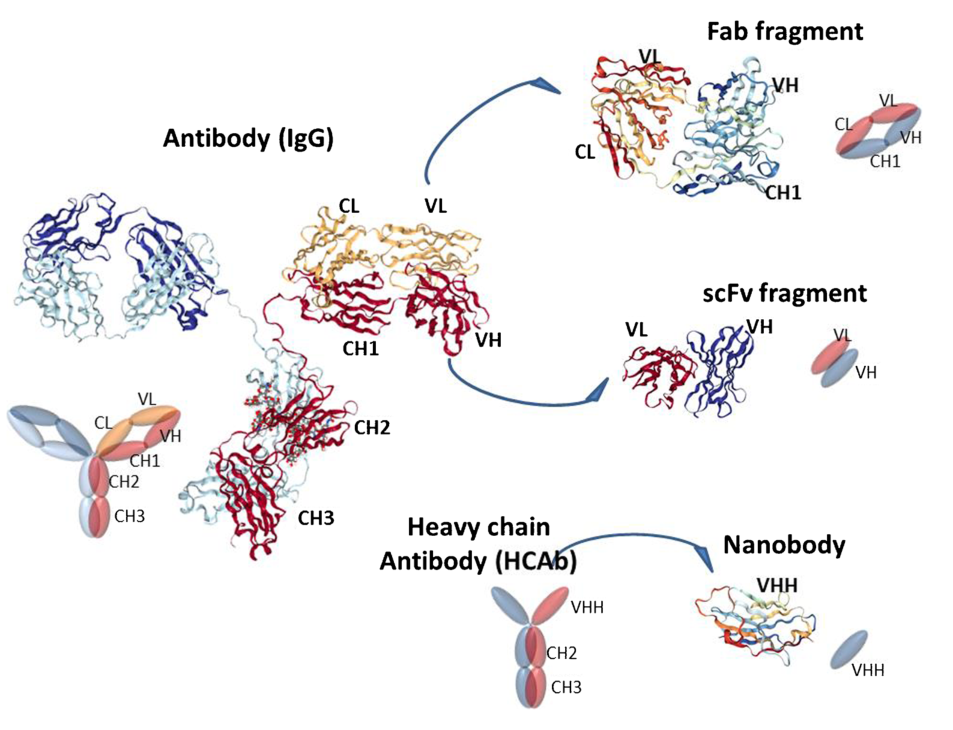 Fab fragment
VL
VH
CL
CH1
VL
CL
VH
CH1
Antibody (IgG)
CL
VL
CH1
VH
CH2
CH3
VL
CL
VH
CH1
CH2
CH3
scFv fragment
VL
VH
VL
VH
Heavy chain
Antibody (HCAb)
VHH
CH2
CH3
Nanobody
VHH
VHH